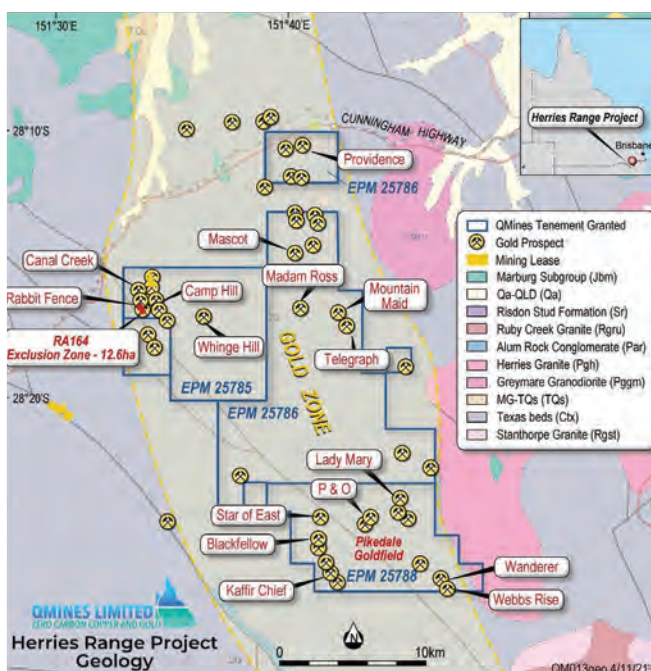 151°30'
151°40'
28°10'S
CUNNINGHAM HIGHWAY
Herries Range Project
Brisbane
Providence
EPM 25786
Mascot
Canal Creek
Madam Ross
Mountain
Maid
Rabbit Fence
Camp Hill
RA164
Exclusion Zone - 12.6ha
Whinge Hill
Telegraph
GOLD ZONE
EPM 25785
EPM 25786
28°20'S
QMines Tenement Granted
Gold Prospect
Mining Lease
Marburg Subgroup (Jbm)
Qa-QLD (Qa)
Risdon Stud Formation (Sr)
Ruby Creek Granite (Rgru)
Alum Rock Conglomerate (Par)
Herries Granite (Pgh)
Greymare Granodiorite (Pggm)
MG-TQs (TQs)
Texas beds (Ctx)
Stanthorpe Granite (Rgst)
Lady Mary
P & O
Star of East
Pikedale
Goldfield
Blackfellow
EPM 25788
Kaffir Chief
Wanderer
Webbs Rise
QMINES LIMITED
ZERO CARBON COPPER AND GOLD
Herries Range Project
Geology
N
0
10km
QM013geo 4/11/21